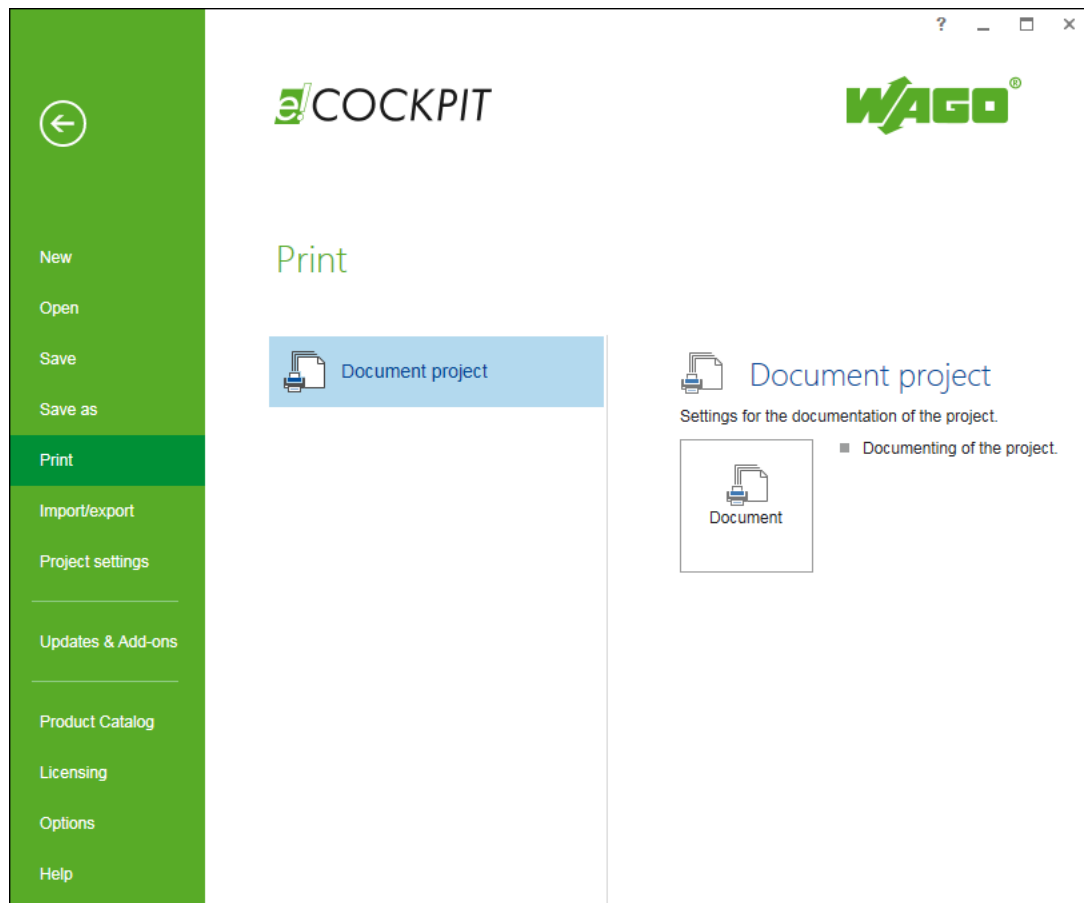 ?
e!COCKPIT
WAGO®
New
Open
Save
Save as
Print
Import/export
Project settings
Updates & Add-ons
Product Catalog
Licensing
Options
Help
Print
Document project
Document project
Settings for the documentation of the project.
Document
Documenting of the project.